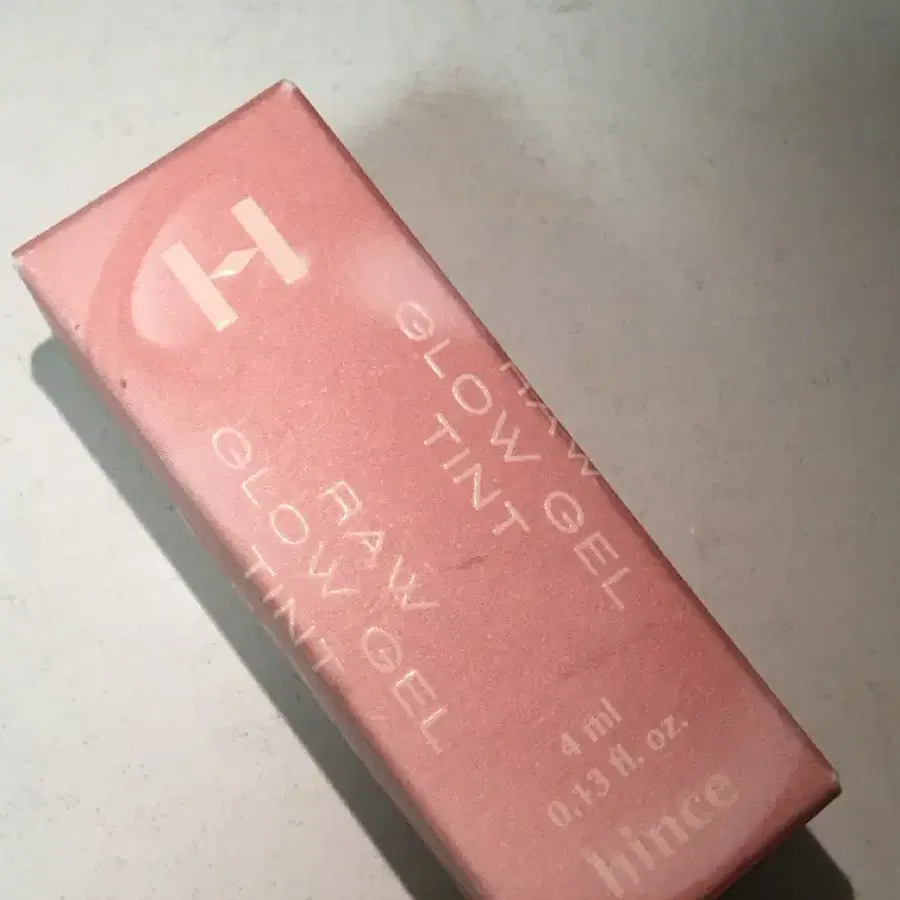 H
RAW GEL
GLOW
TINT
RAW GEL
GLOW
TINT
4 ml
0.13 fl. oz.
hince